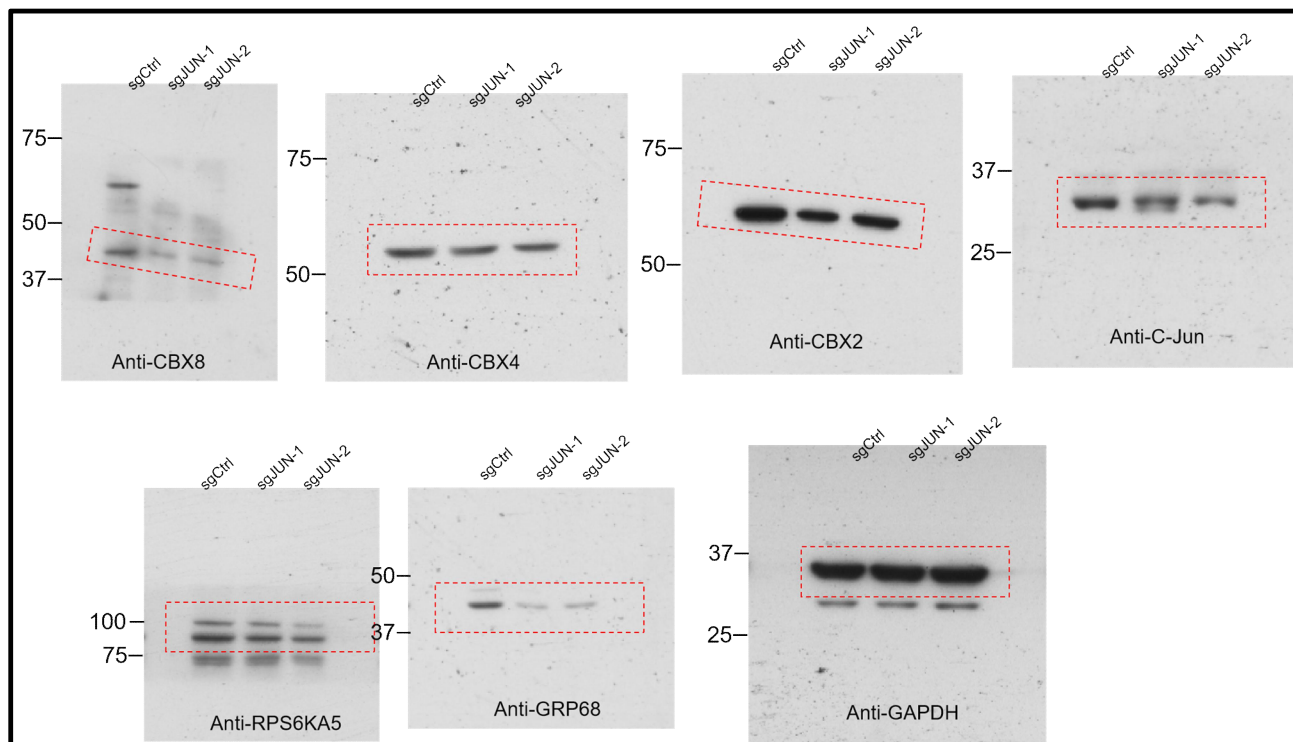 sgCtrl sgJUN-1 sgJUN-2
75
50
37
Anti-CBX8
sgCtrl sgJUN-1 sgJUN-2
75
50
Anti-CBX4
sgCtrl sgJUN-1 sgJUN-2
75
50
Anti-CBX2
sgCtrl sgJUN-1 sgJUN-2
37
25
Anti-C-Jun
sgCtrl sgJUN-1 sgJUN-2
100
75
Anti-RPS6KA5
sgCtrl sgJUN-1 sgJUN-2
50
37
Anti-GRP68
sgCtrl sgJUN-1 sgJUN-2
37
25
Anti-GAPDH